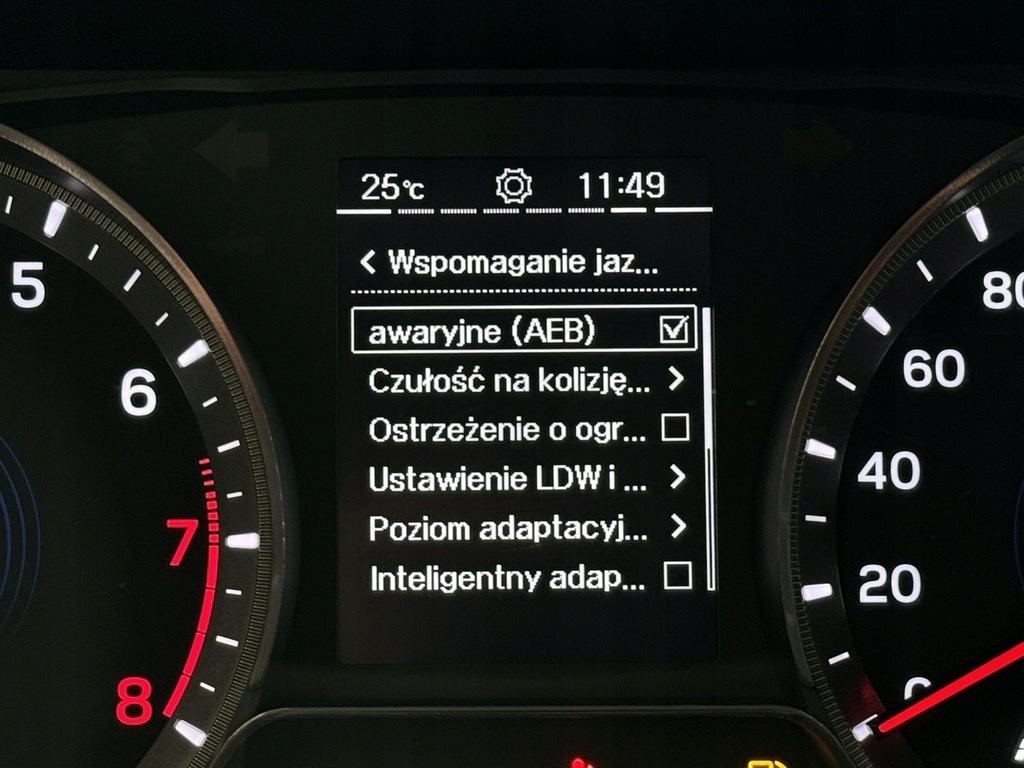 25°C 11:49
< Wspomaganie jaz...
awaryjne (AEB)
Czułość na kolizję... >
Ostrzeżenie o ogr...
Ustawienie LDW i ... >
Poziom adaptacyj... >
Inteligentny adap...
5
6
7
8
80
60
40
20
0